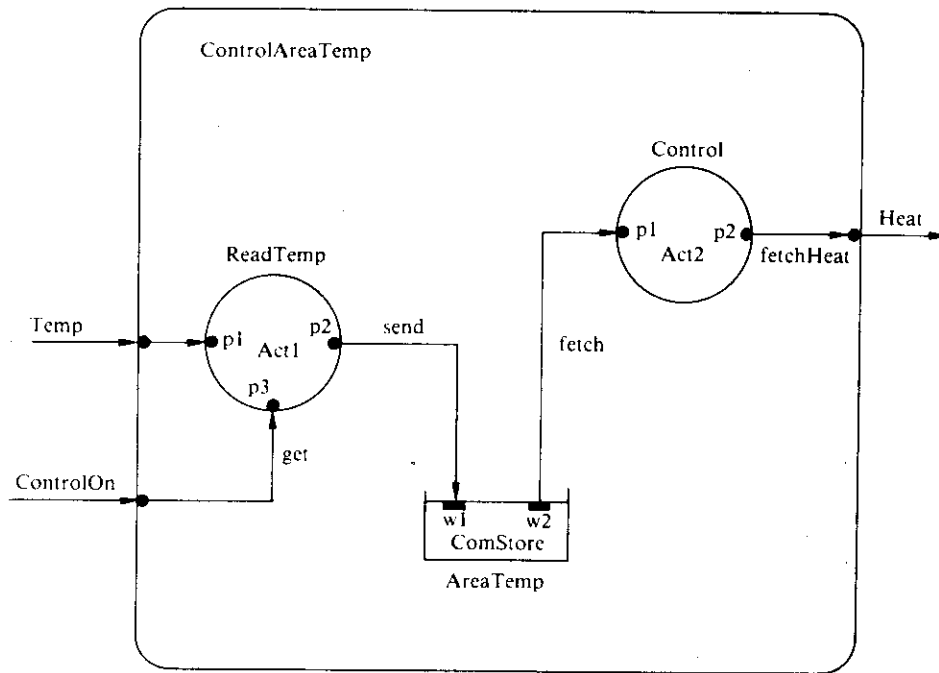 ControlAreaTemp
Control
p1
p2
Act2
Heat
fetchHeat
ReadTemp
Temp
p1
p2
Act1
p3
send
fetch
get
ControlOn
w1
w2
ComStore
AreaTemp